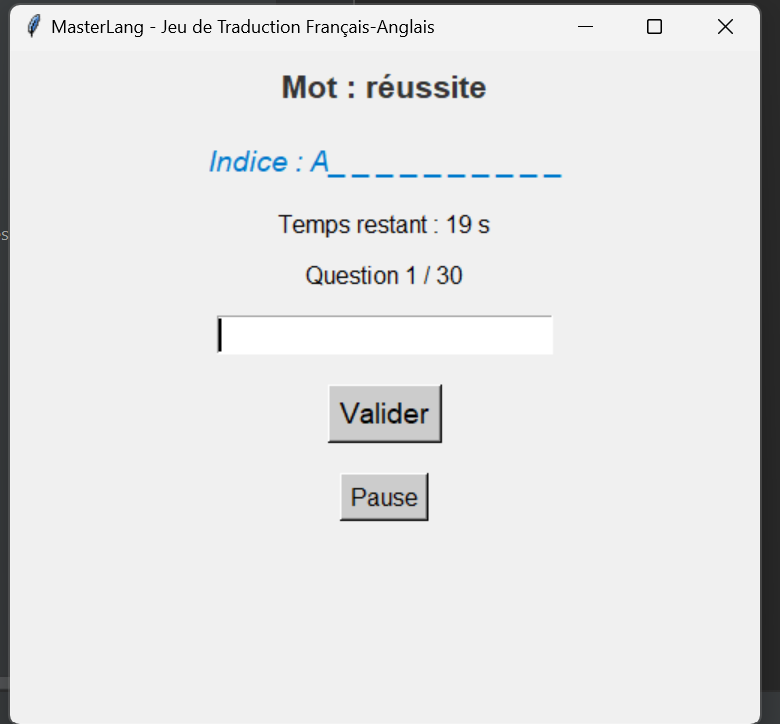 MasterLang - Jeu de Traduction Français-Anglais
Mot : réussite
Indice : A_ _ _ _ _ _ _ _ _ _
Temps restant : 19 s
Question 1 / 30
Valider
Pause